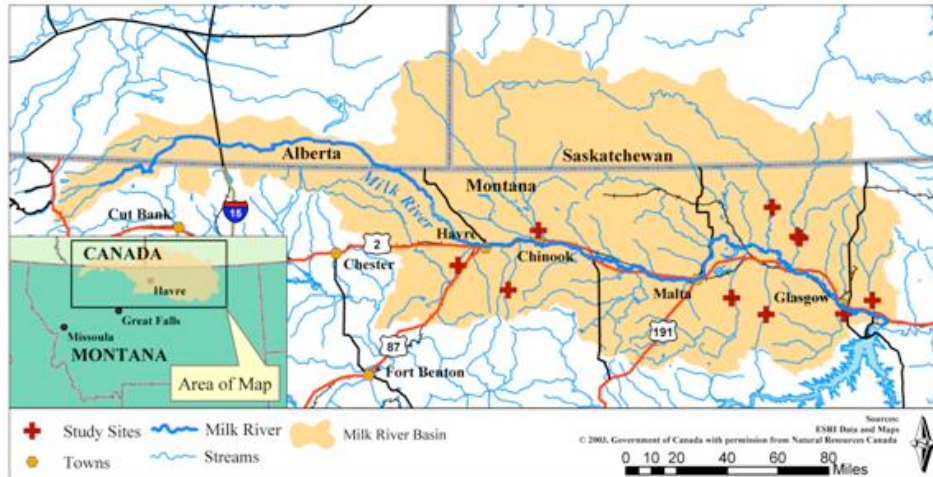 Alberta
Saskatchewan
Milk River
Montana
Cut Bank
15
Havre
2
Chester
Chinook
Malta
Glasgow
191
87
Fort Benton
CANADA
Havre
Great Falls
Missoula
MONTANA
Area of Map
Study Sites
Milk River
Milk River Basin
Towns
Streams
Sources:
ESRI Data and Maps
© 2003, Government of Canada with permission from Natural Resources Canada
0 10 20 40 60 80
Miles